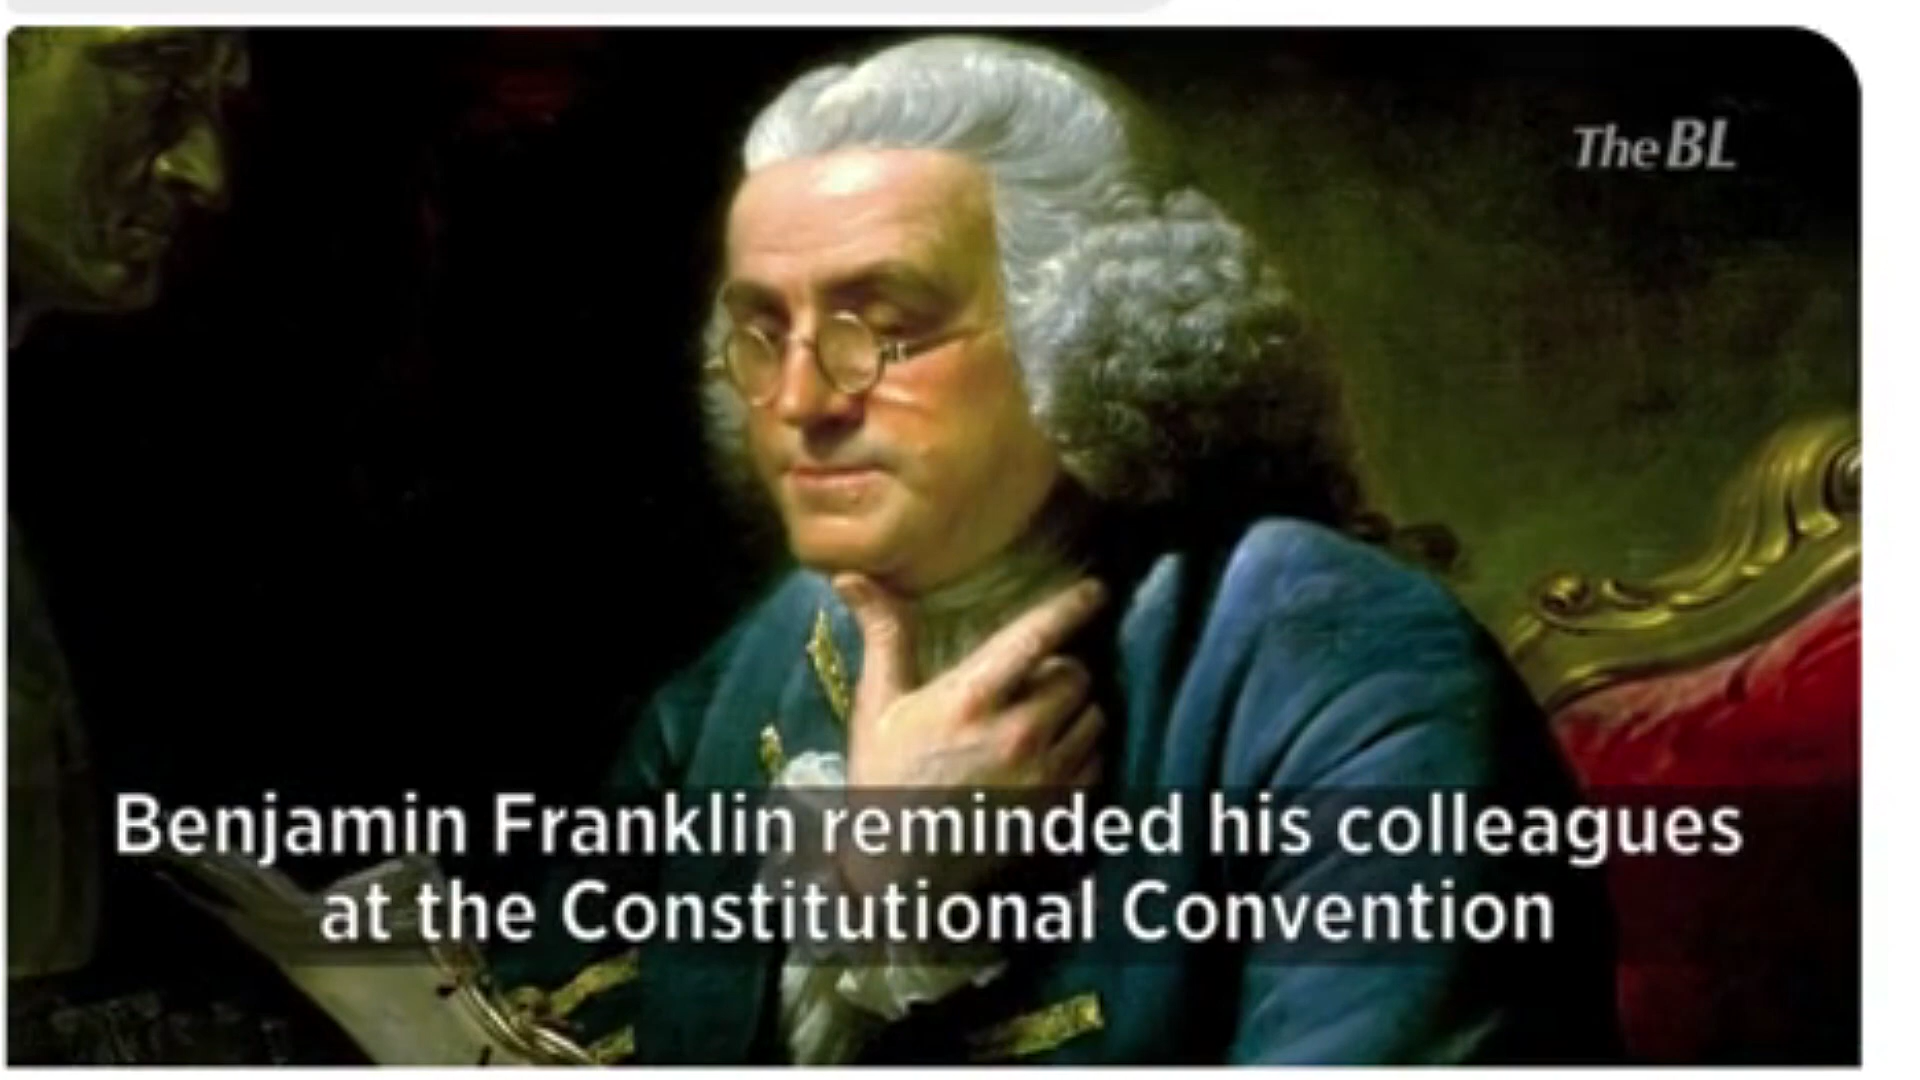 The BL
Benjamin Franklin reminded his colleagues
at the Constitutional Convention